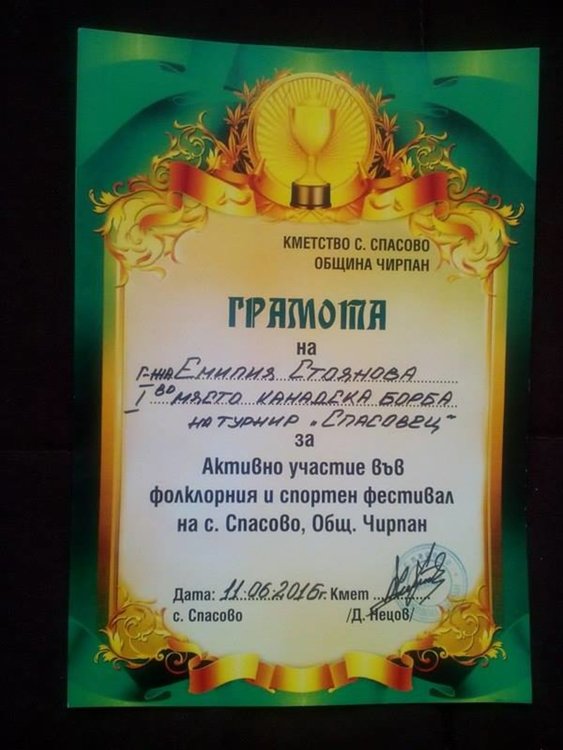 КМЕТСТВО С. СПАСОВО
ОБЩИНА ЧИРПАН
ГРАМОТА
на
Г-жа ЕМИЛИЯ СТОЯНОВА
I во МЯСТО КАНАДСКА БОРБА
НА ТУРНИР „СПАСОВЕЦ“
за
Активно участие във
фолклорния и спортен фестивал
на с. Спасово, Общ. Чирпан
Дата: 11.06.2016г. Кмет
с. Спасово /Д. Нецов/